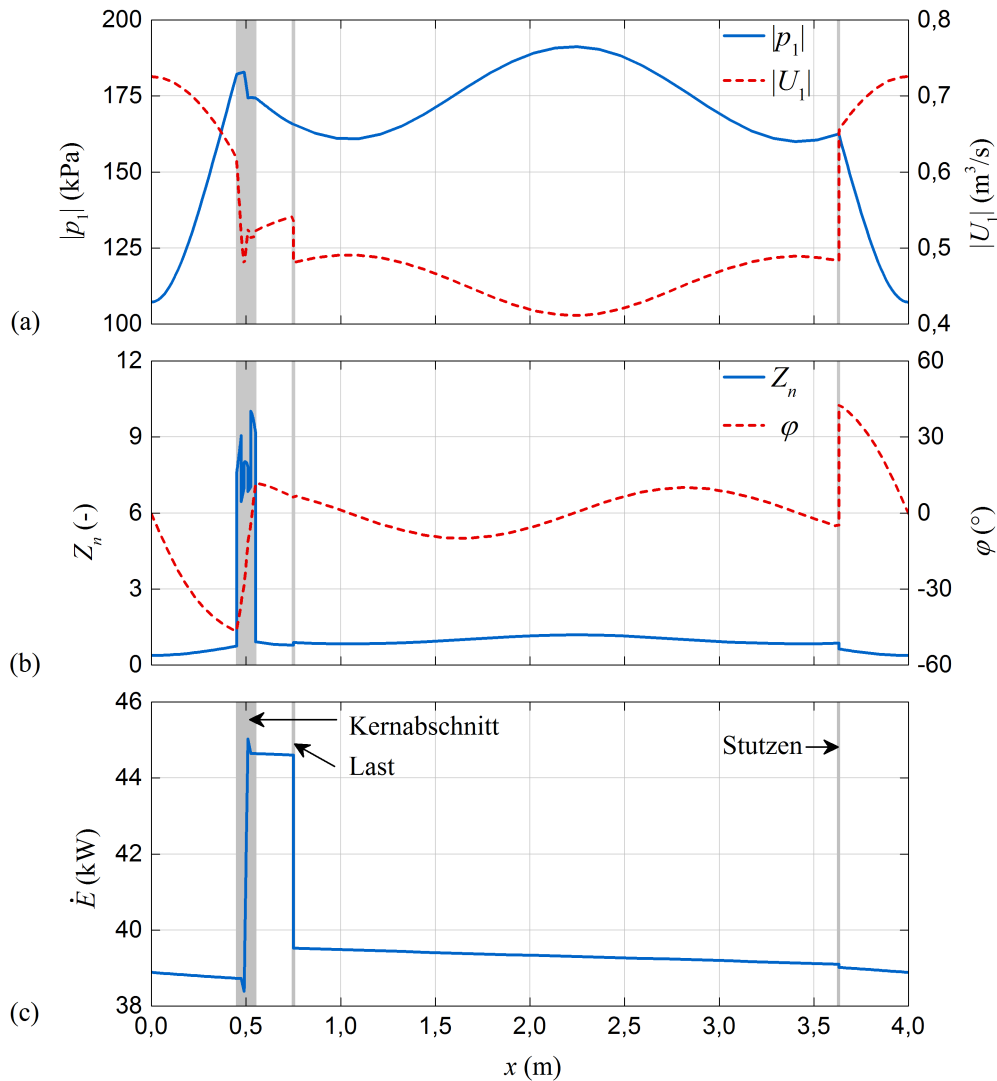 200
175
150
125
100
|p₁| (kPa)
|p₁|
|U₁|
0,8
0,7
0,6
0,5
0,4
|U₁| (m³/s)
(a)
12
9
6
3
0
Zₙ (-)
Zₙ
φ
60
30
0
-30
-60
φ (°)
(b)
46
44
42
40
38
Ė (kW)
Kernabschnitt
Last
Stutzen
(c)
0,0 0,5 1,0 1,5 2,0 2,5 3,0 3,5 4,0
x (m)